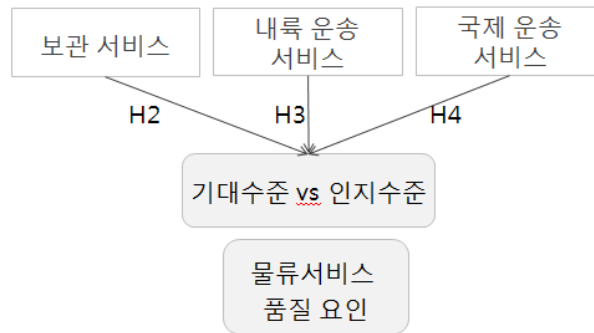 보관 서비스
내륙 운송
서비스
국제 운송
서비스
H2
H3
H4
기대수준 vs 인지수준
물류서비스
품질 요인